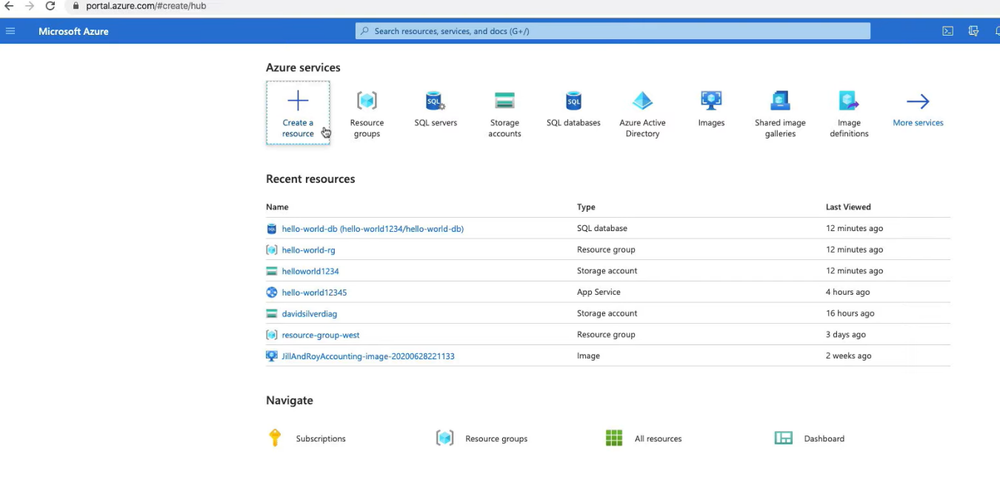 portal.azure.com/#create/hub
Microsoft Azure
Search resources, services, and docs (G+/)
Azure services
Create a resource
Resource groups
SQL servers
Storage accounts
SQL databases
Azure Active Directory
Images
Shared image galleries
Image definitions
More services
Recent resources
Name Type Last Viewed
hello-world-db (hello-world1234/hello-world-db) SQL database 12 minutes ago
hello-world-rg Resource group 12 minutes ago
helloworld1234 Storage account 12 minutes ago
hello-world12345 App Service 4 hours ago
davidsilverdiag Storage account 16 hours ago
resource-group-west Resource group 3 days ago
JillAndRoyAccounting-image-20200628221133 Image 2 weeks ago
Navigate
Subscriptions Resource groups All resources Dashboard